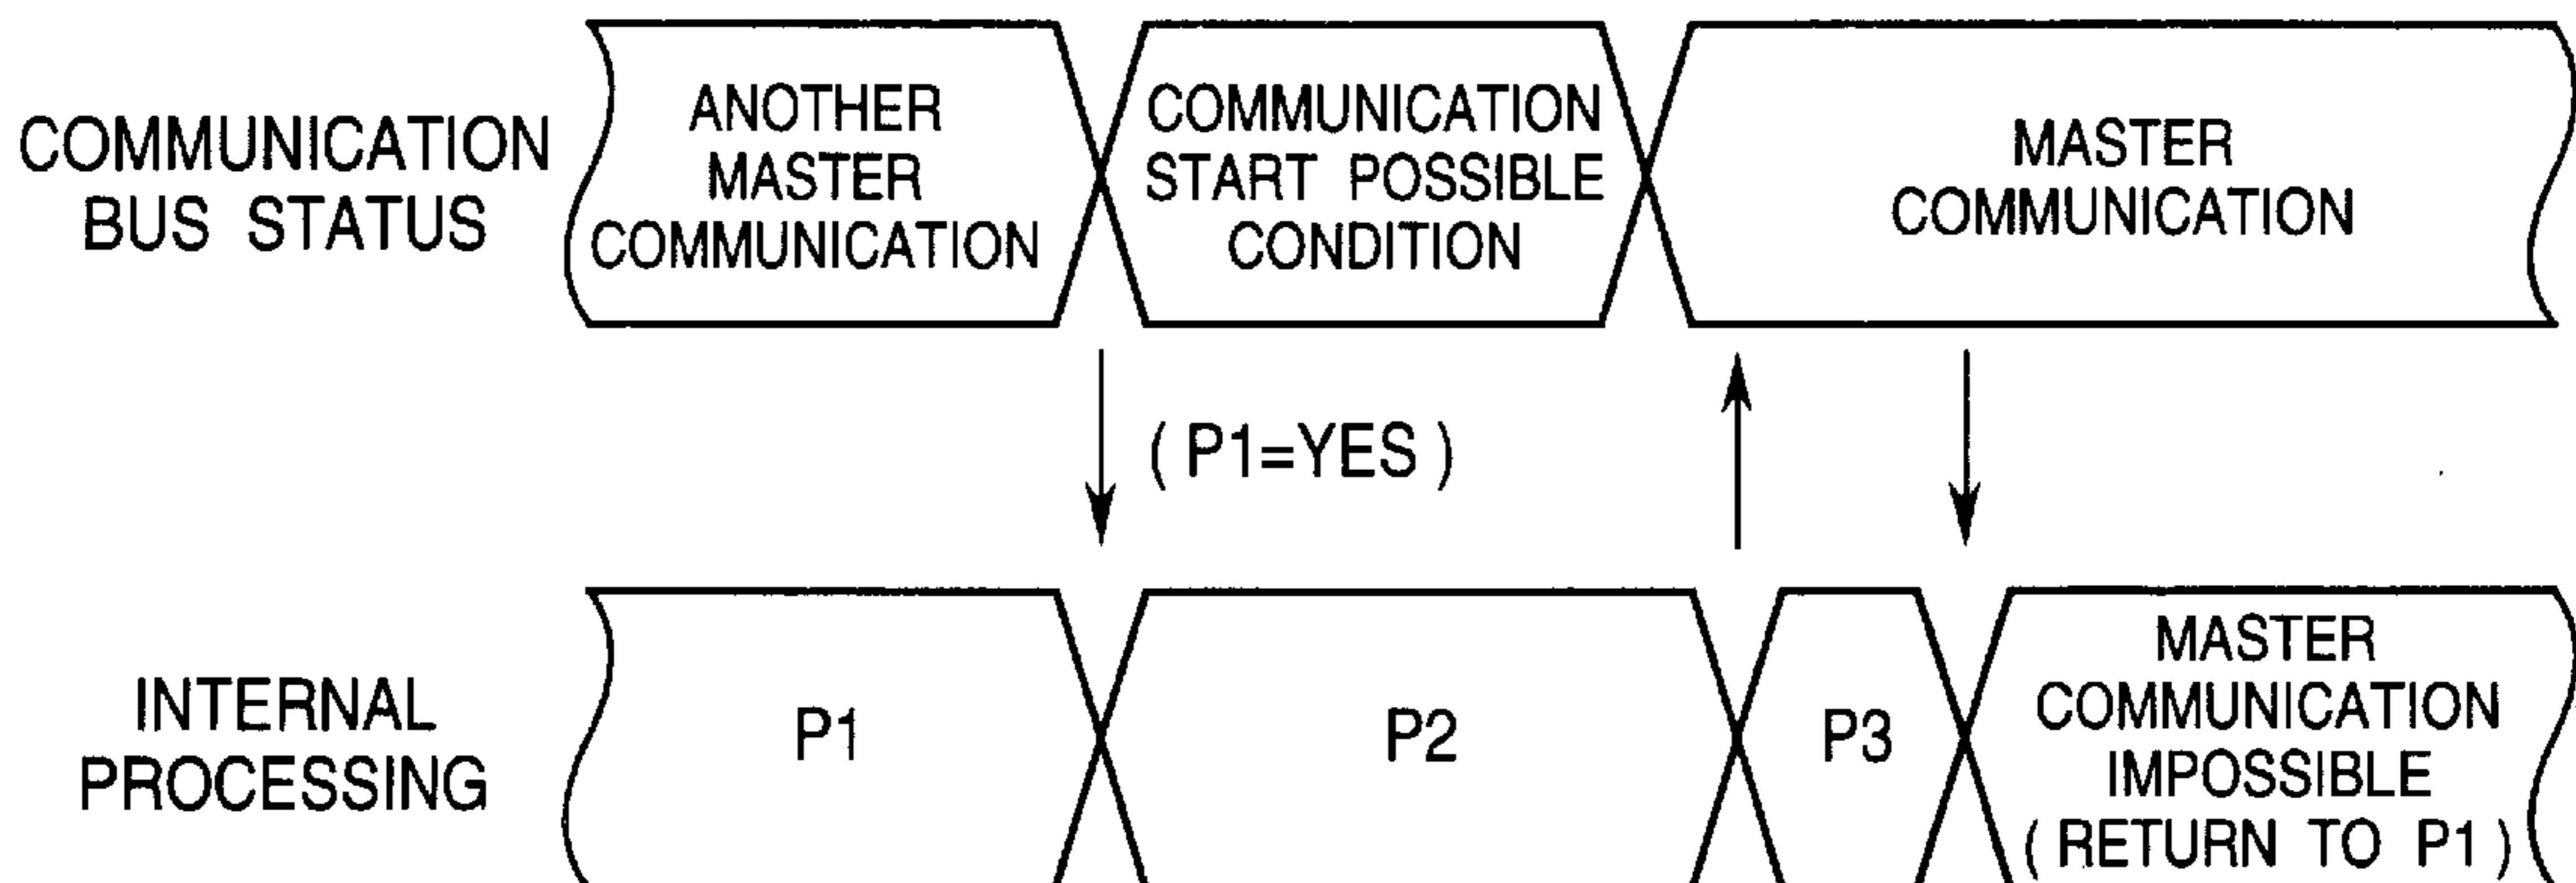 COMMUNICATION
BUS STATUS
ANOTHER
MASTER
COMMUNICATION
COMMUNICATION
START POSSIBLE
CONDITION
MASTER
COMMUNICATION
( P1=YES )
INTERNAL
PROCESSING
P1
P2
P3
MASTER
COMMUNICATION
IMPOSSIBLE
( RETURN TO P1 )